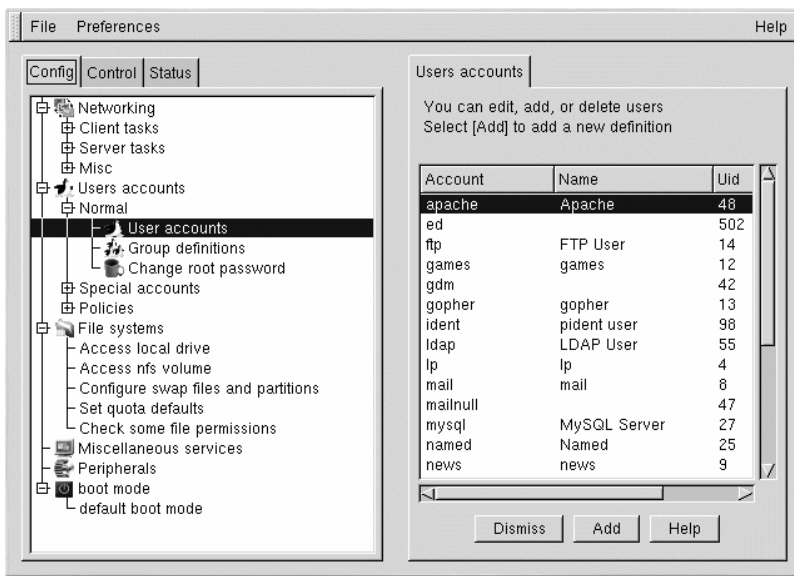 File Preferences Help
Config Control Status
Networking
Client tasks
Server tasks
Misc
Users accounts
Normal
User accounts
Group definitions
Change root password
Special accounts
Policies
File systems
Access local drive
Access nfs volume
Configure swap files and partitions
Set quota defaults
Check some file permissions
Miscellaneous services
Peripherals
boot mode
default boot mode
Users accounts
You can edit, add, or delete users
Select [Add] to add a new definition
Account Name Uid
apache Apache 48
ed 502
ftp FTP User 14
games games 12
gdm 42
gopher gopher 13
ident pident user 98
ldap LDAP User 55
lp lp 4
mail mail 8
mailnull 47
mysql MySQL Server 27
named Named 25
news news 9
Dismiss Add Help